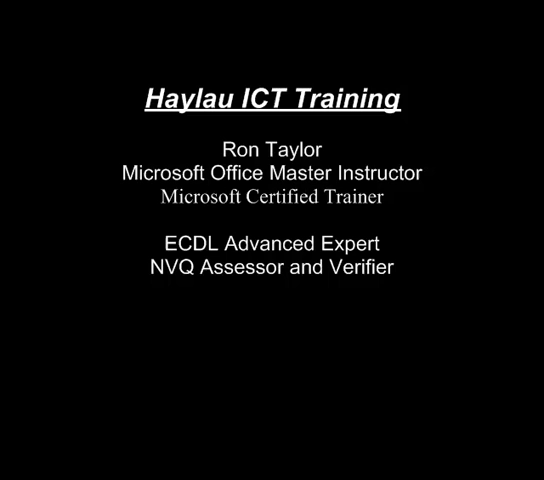 Haylau ICT Training
Ron Taylor
Microsoft Office Master Instructor
Microsoft Certified Trainer
ECDL Advanced Expert
NVQ Assessor and Verifier